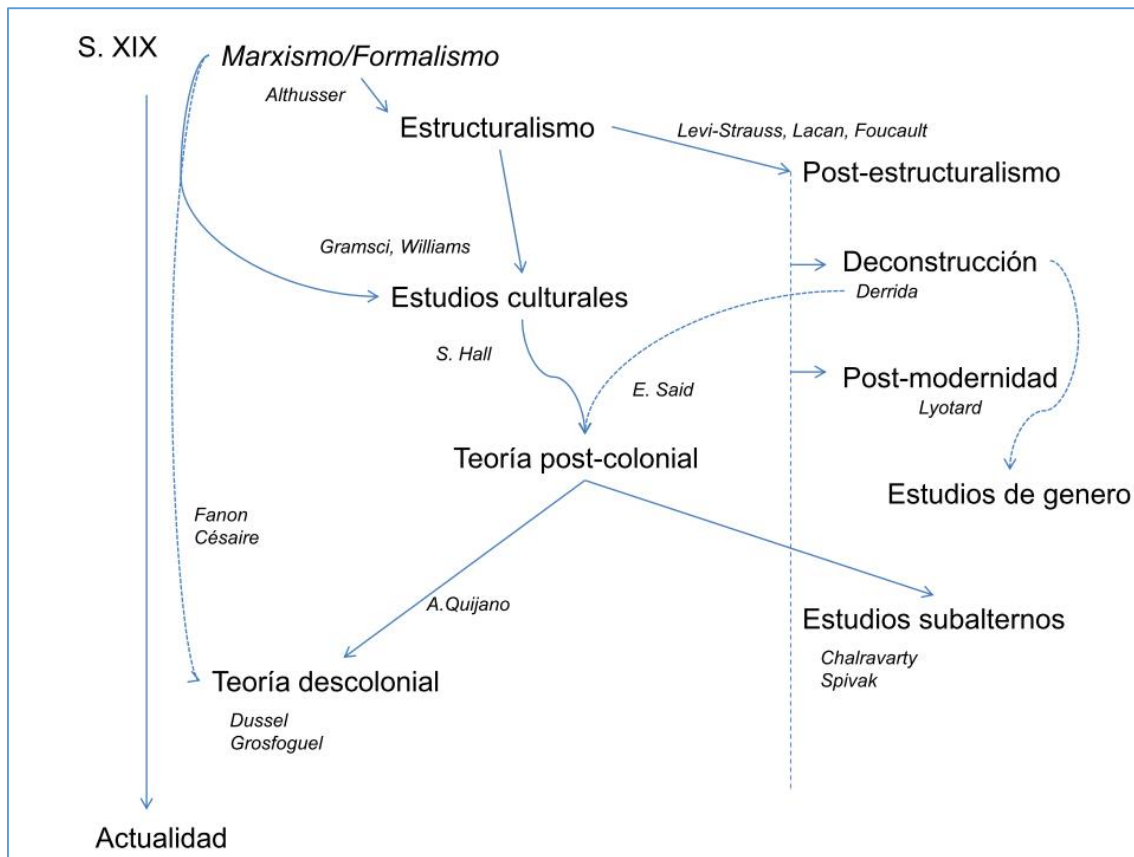 S. XIX
Marxismo/Formalismo
Althusser
Estructuralismo
Levi-Strauss, Lacan, Foucault
Post-estructuralismo
Gramsci, Williams
Deconstrucción
Derrida
Estudios culturales
S. Hall
E. Said
Post-modernidad
Lyotard
Teoría post-colonial
Estudios de genero
Fanon
Césaire
A.Quijano
Estudios subalternos
Chalravarty
Spivak
Teoría descolonial
Dussel
Grosfoguel
Actualidad